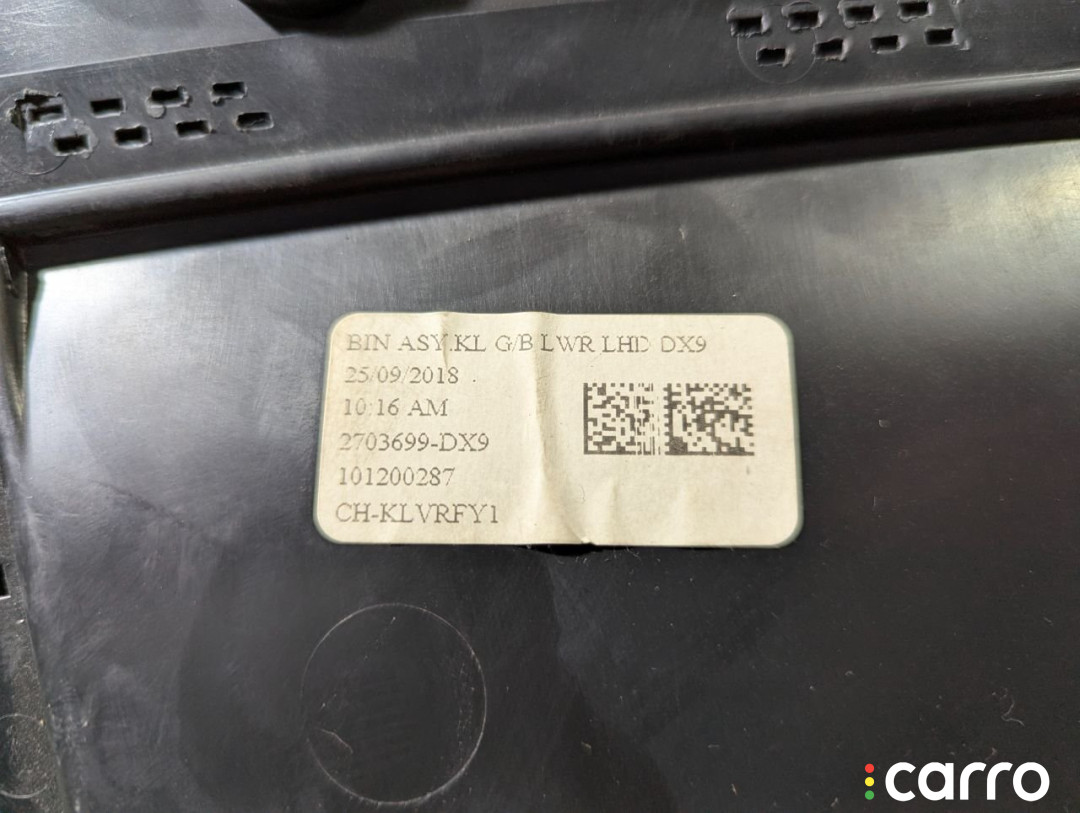 BIN ASY.KL G/B LWR LHD DX9
25/09/2018
10:16 AM
2703699-DX9
101200287
CH-KLVRFY1
carro